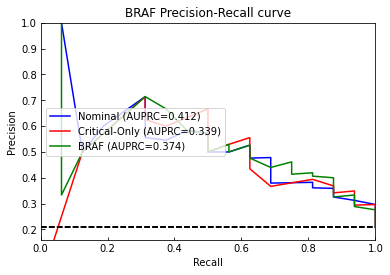 BRAF Precision-Recall curve
1.0
0.9
0.8
0.7
0.6
0.5
0.4
0.3
0.2
Precision
Nominal (AUPRC=0.412)
Critical-Only (AUPRC=0.339)
BRAF (AUPRC=0.374)
0.0 0.2 0.4 0.6 0.8 1.0
Recall